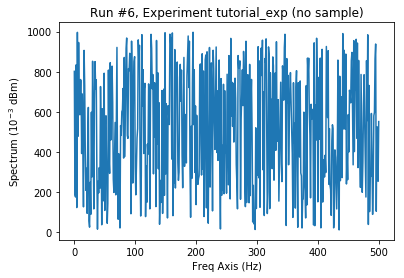 Run #6, Experiment tutorial_exp (no sample)
1000
800
600
400
200
0
Spectrum (10⁻³ dBm)
0 100 200 300 400 500
Freq Axis (Hz)